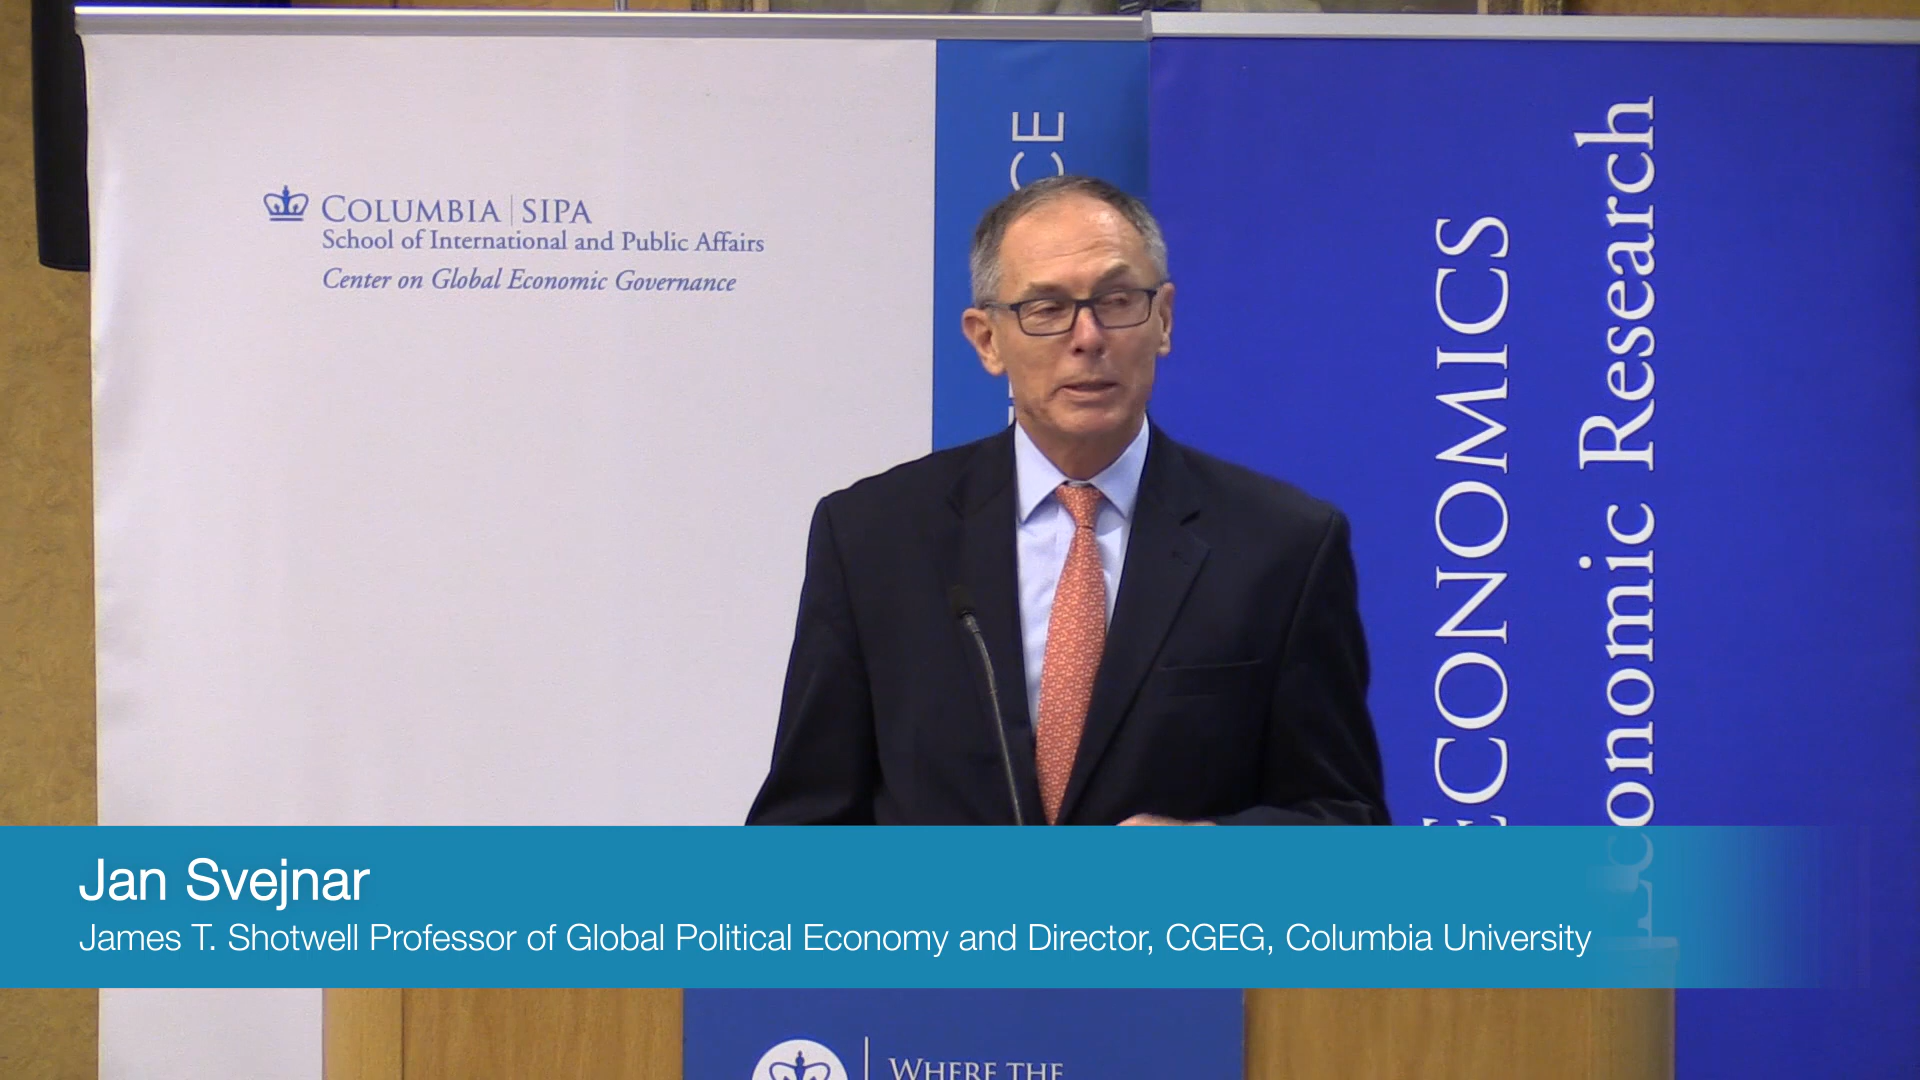 COLUMBIA | SIPA
School of International and Public Affairs
Center on Global Economic Governance
ECONOMICS
Economic Research
Jan Svejnar
James T. Shotwell Professor of Global Political Economy and Director, CGEG, Columbia University
WHERE THE